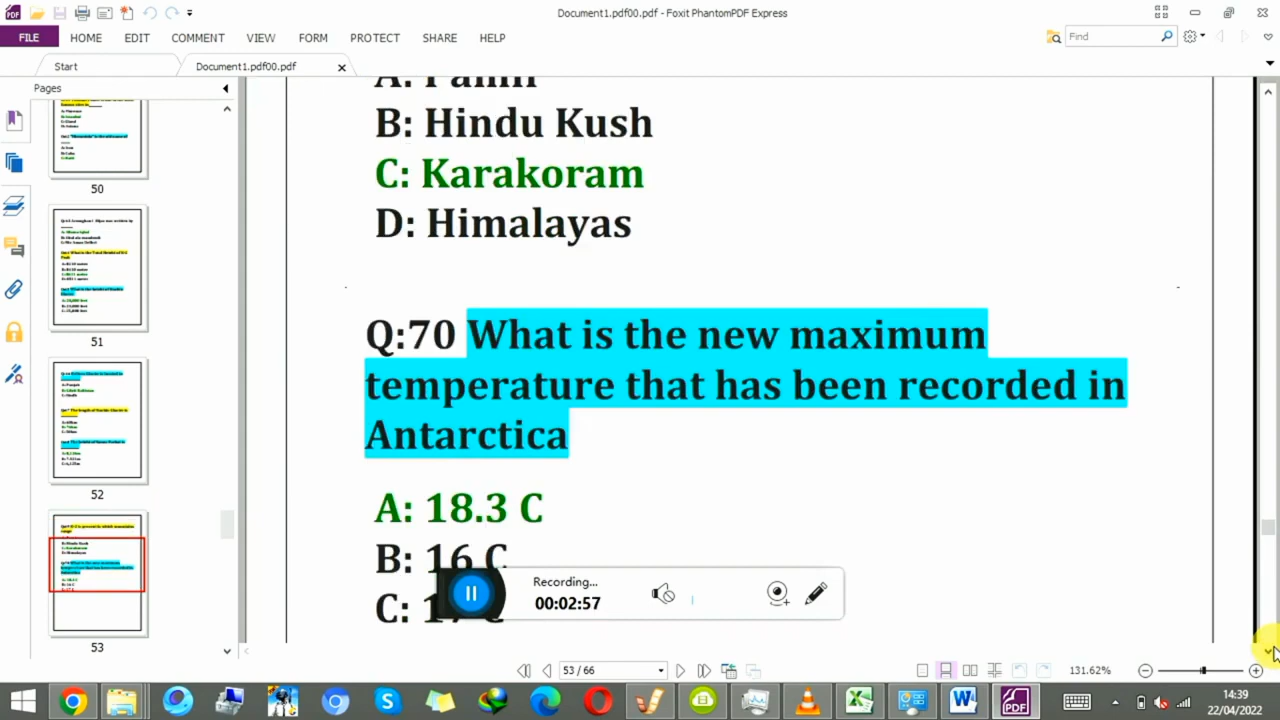 Document1.pdf00.pdf - Foxit PhantomPDF Express
FILE HOME EDIT COMMENT VIEW FORM PROTECT SHARE HELP
Find
Start
Document1.pdf00.pdf
Pages
50
51
52
53
A: Pamir
B: Hindu Kush
C: Karakoram
D: Himalayas
Q:70 What is the new maximum
temperature that has been recorded in
Antarctica
A: 18.3 C
B: 16 C
C: 17 C
Recording...
00:02:57
53 / 66
131.62%
14:39
22/04/2022